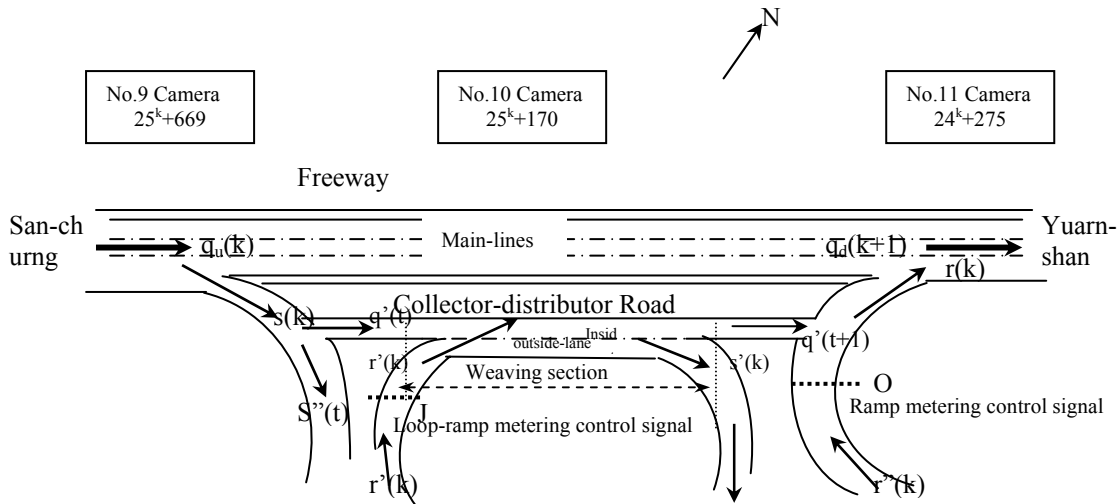 N
No.9 Camera
25k+669
No.10 Camera
25k+170
No.11 Camera
24k+275
Freeway
San-ch
urng
qu(k)
Main-lines
qd(k+1)
r(k)
Yuarn-
shan
Collector-distributor Road
s(k)
q'(t)
q'(t+1)
r'(k)
outside-lane
Insid
s'(k)
Weaving section
S"(t)
J
Loop-ramp metering control signal
O
Ramp metering control signal
r'(k)
r"(k)